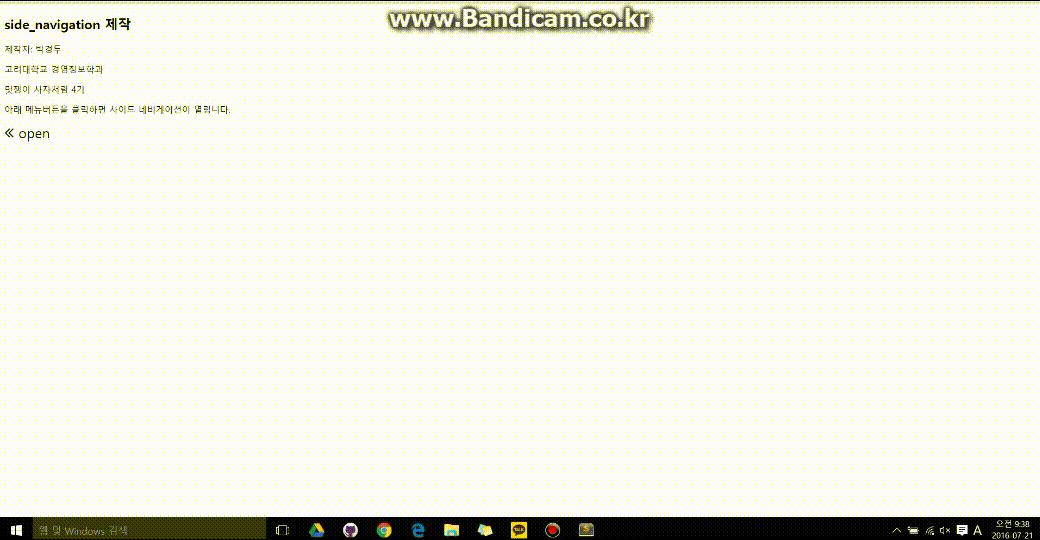 www.Bandicam.co.kr
side_navigation 제작
제작자: 박경두
고려대학교 경영정보학과
멋쟁이 사자처럼 4기
아래 메뉴버튼을 클릭하면 사이드 네비게이션이 열립니다.
« open
웹 및 Windows 검색
TALK
S
A
오전 9:38
2016-07-21